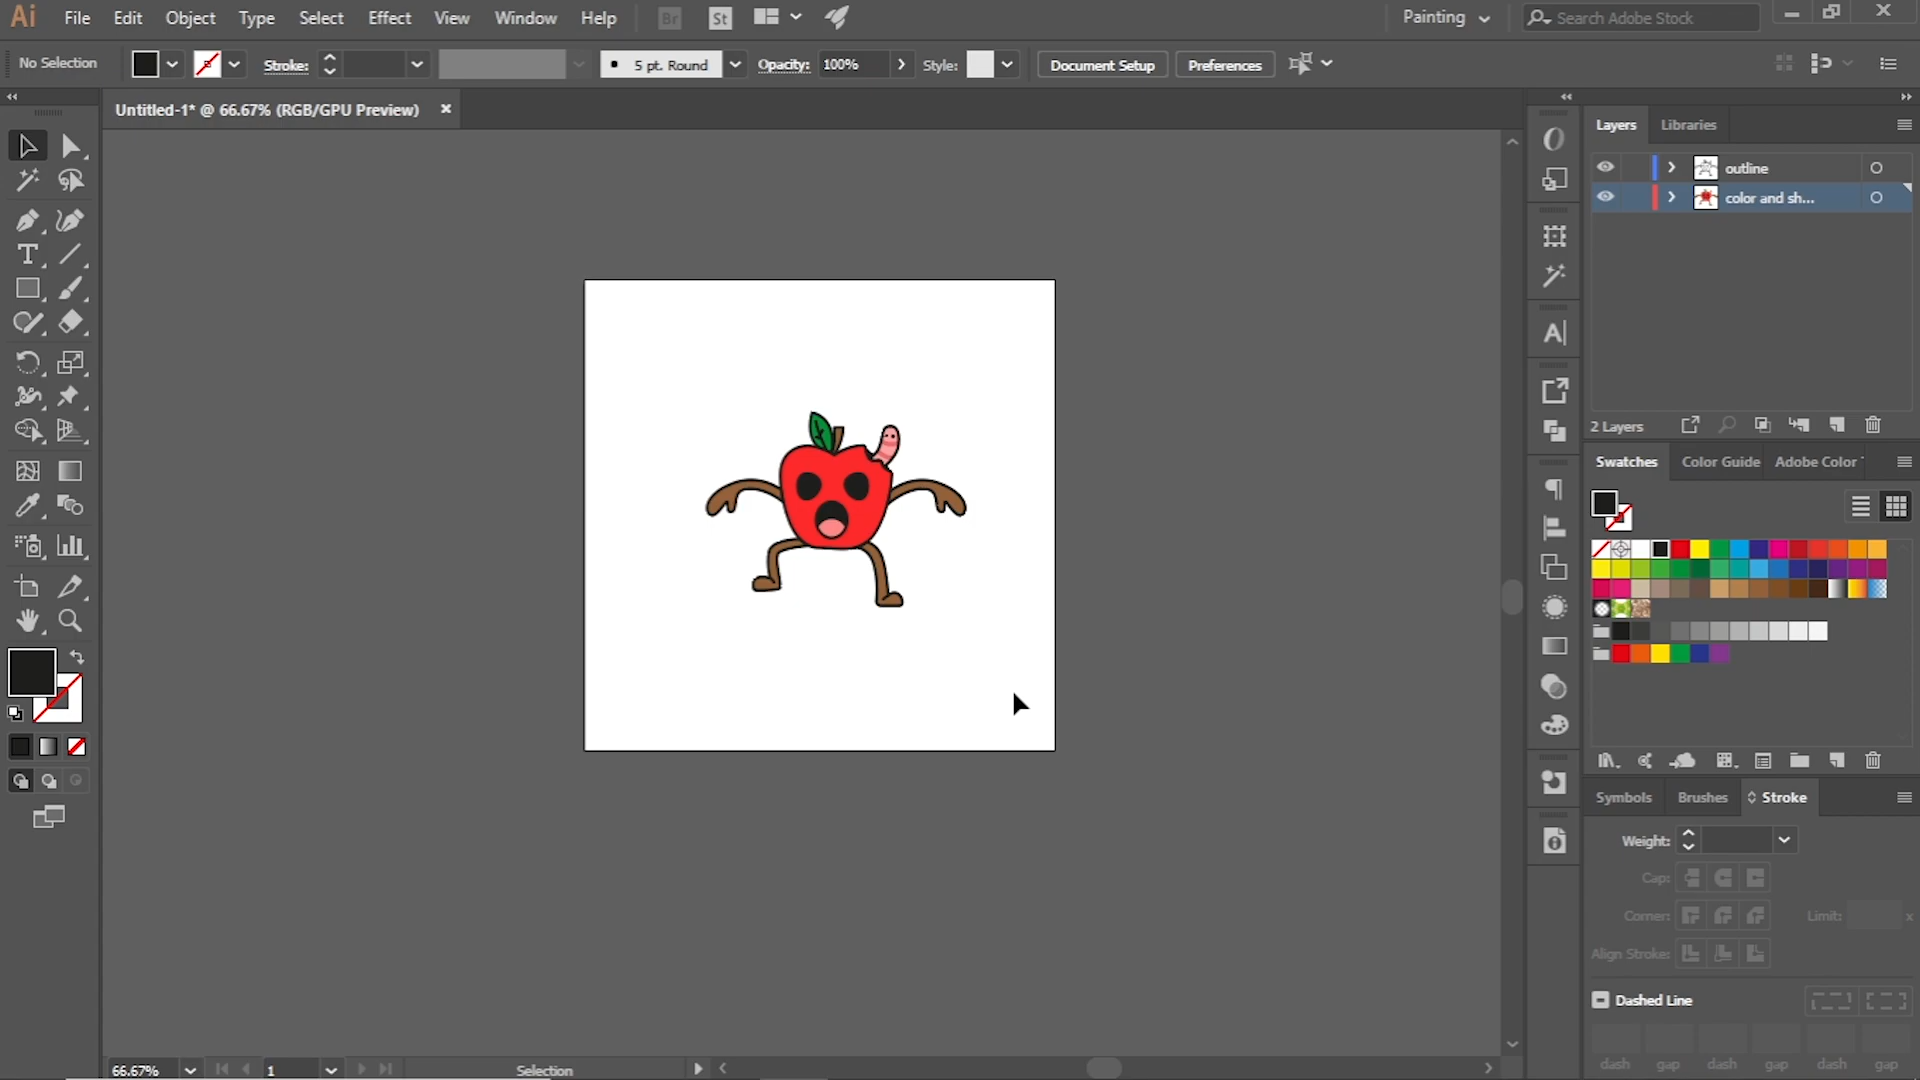 Ai File Edit Object Type Select Effect View Window Help Br St Painting Search Adobe Stock
No Selection Stroke: 5 pt. Round Opacity: 100% Style: Document Setup Preferences
Untitled-1* @ 66.67% (RGB/GPU Preview)
Layers Libraries
outline
color and sh...
2 Layers
Swatches Color Guide Adobe Color
Symbols Brushes Stroke
Weight:
Cap:
Corner: Limit: x
Align Stroke:
Dashed Line
dash gap dash gap dash gap
66.67% 1 Selection